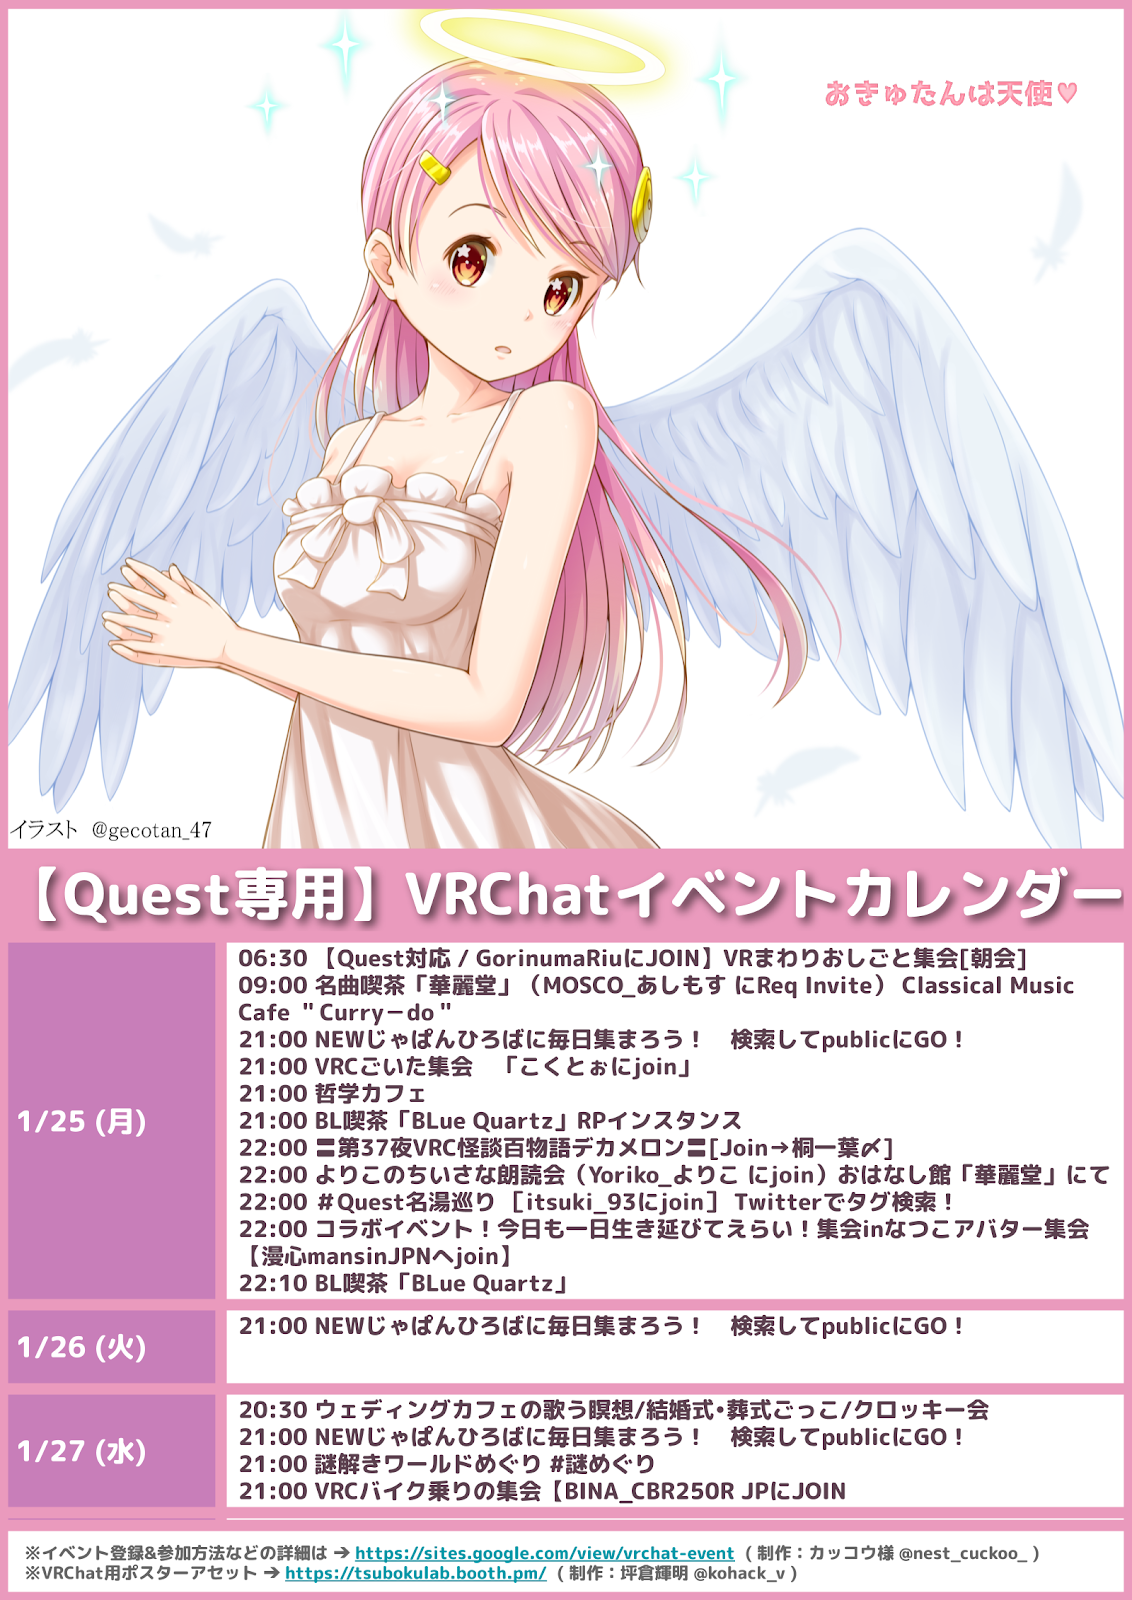 おきゅたんは天使♥
イラスト @gecotan_47
【Quest専用】VRChatイベントカレンダー
1/25 (月)
06:30 【Quest対応 / GorinumaRiuにJOIN】VRまわりおしごと集会[朝会]
09:00 名曲喫茶「華麗堂」（MOSCO_あしもす にReq Invite） Classical Music
Cafe ＂Curry－do＂
21:00 NEWじゃぱんひろばに毎日集まろう！　検索してpublicにGO！
21:00 VRCごいた集会　「こくとぉにjoin」
21:00 哲学カフェ
21:00 BL喫茶「BLue Quartz」RPインスタンス
22:00 〓第37夜VRC怪談百物語デカメロン〓[Join→桐一葉〆]
22:00 よりこのちいさな朗読会（Yoriko_よりこ にjoin）おはなし館「華麗堂」にて
22:00 ＃Quest名湯巡り ［itsuki_93にjoin］ Twitterでタグ検索！
22:00 コラボイベント！今日も一日生き延びてえらい！集会inなつこアバター集会
【漫心mansinJPNへjoin】
22:10 BL喫茶「BLue Quartz」
1/26 (火)
21:00 NEWじゃぱんひろばに毎日集まろう！　検索してpublicにGO！
1/27 (水)
20:30 ウェディングカフェの歌う瞑想/結婚式・葬式ごっこ/クロッキー会
21:00 NEWじゃぱんひろばに毎日集まろう！　検索してpublicにGO！
21:00 謎解きワールドめぐり #謎めぐり
21:00 VRCバイク乗りの集会【BINA_CBR250R JPにJOIN
※イベント登録&参加方法などの詳細は → https://sites.google.com/view/vrchat-event （制作：カッコウ様 @nest_cuckoo_）
※VRChat用ポスターアセット → https://tsubokulab.booth.pm/ （制作：坪倉輝明 @kohack_v）